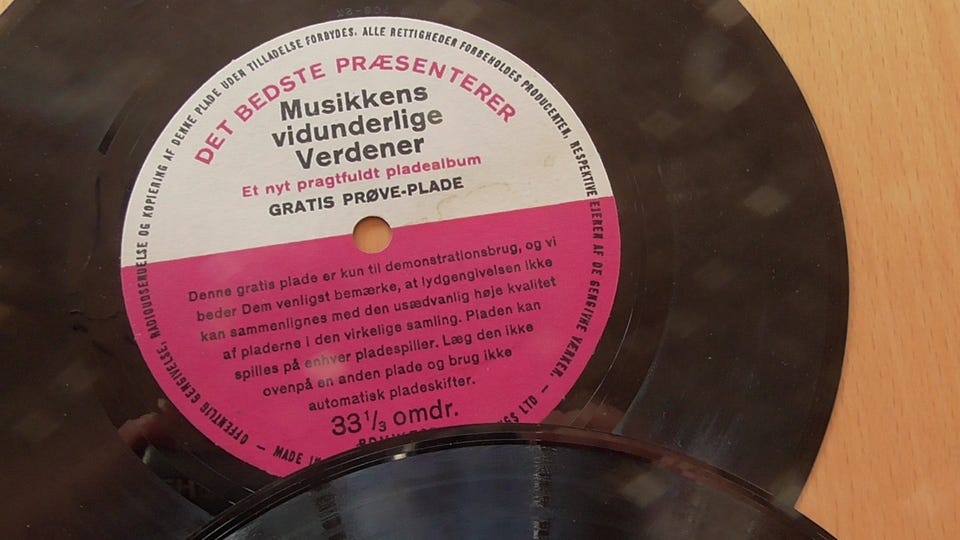 DET BEDSTE PRÆSENTERER
Musikkens
vidunderlige
Verdener
Et nyt pragtfuldt pladealbum
GRATIS PRØVE-PLADE
Denne gratis plade er kun til demonstrationsbrug, og vi
beder Dem venligst bemærke, at lydgengivelsen ikke
kan sammenlignes med den usædvanlig høje kvalitet
af pladerne i den virkelige samling. Pladen kan
spilles på enhver pladespiller. Læg den ikke
ovenpå en anden plade og brug ikke
automatisk pladeskifter.
33 1/3 omdr.
LTD —
— OFFENTLIG GENGIVELSE, RADIOUDSENDELSE OG KOPIERING AF DENNE PLADE UDEN TILLADELSE FORBYDES. ALLE RETTIGHEDER FORBEHOLDES PRODUCENTEN, RESPEKTIVE EJEREN AF DE GENGIVNE VÆRKER.
— MADE IN